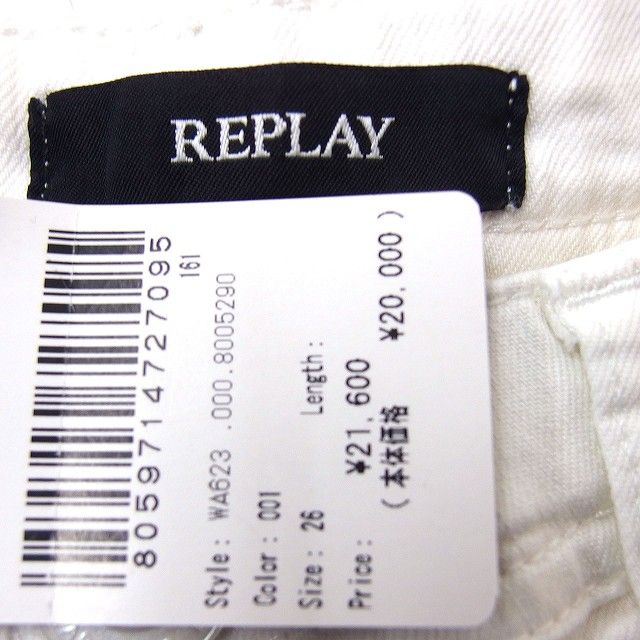 REPLAY
8059714727095
161
Style: WA623 .000.8005290
Color: 001
Size: 26 Length:
Price: ¥21,600
(本体価格 ¥20,000)